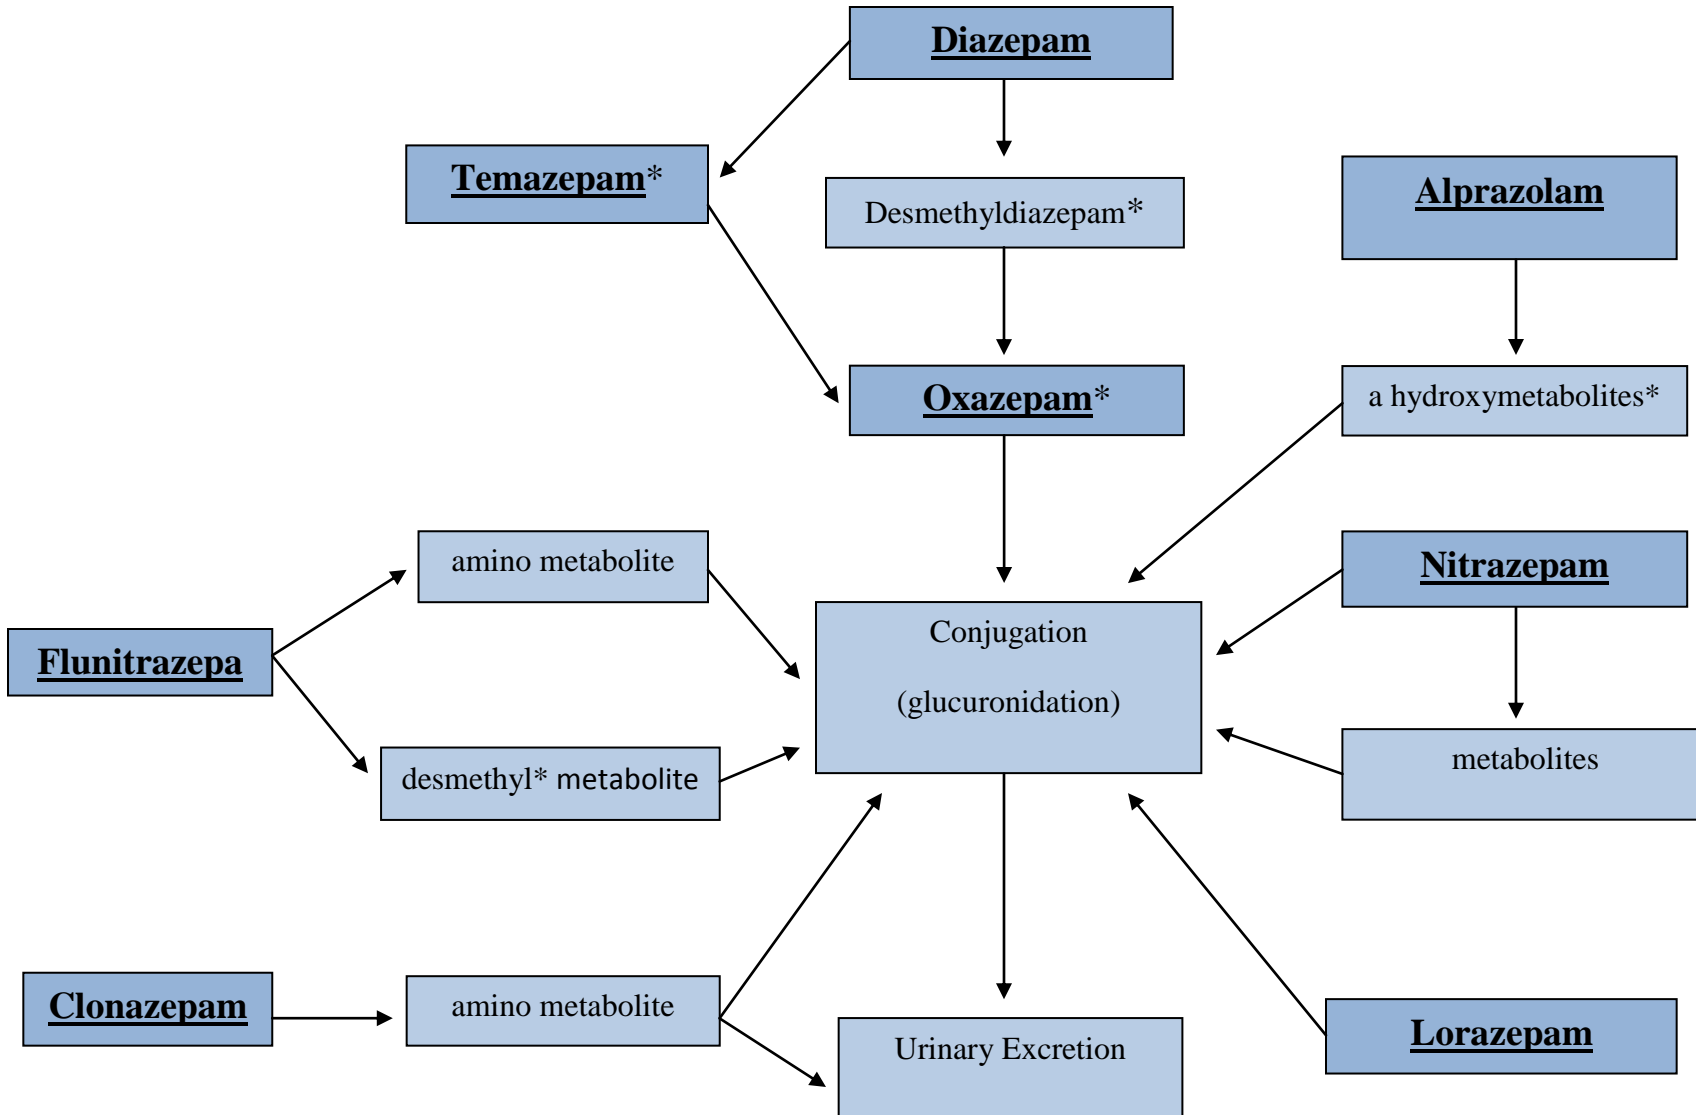 Diazepam
Temazepam*
Desmethyldiazepam*
Alprazolam
Oxazepam*
a hydroxymetabolites*
amino metabolite
Nitrazepam
Flunitrazepa
Conjugation
(glucuronidation)
desmethyl* metabolite
metabolites
Clonazepam
amino metabolite
Urinary Excretion
Lorazepam